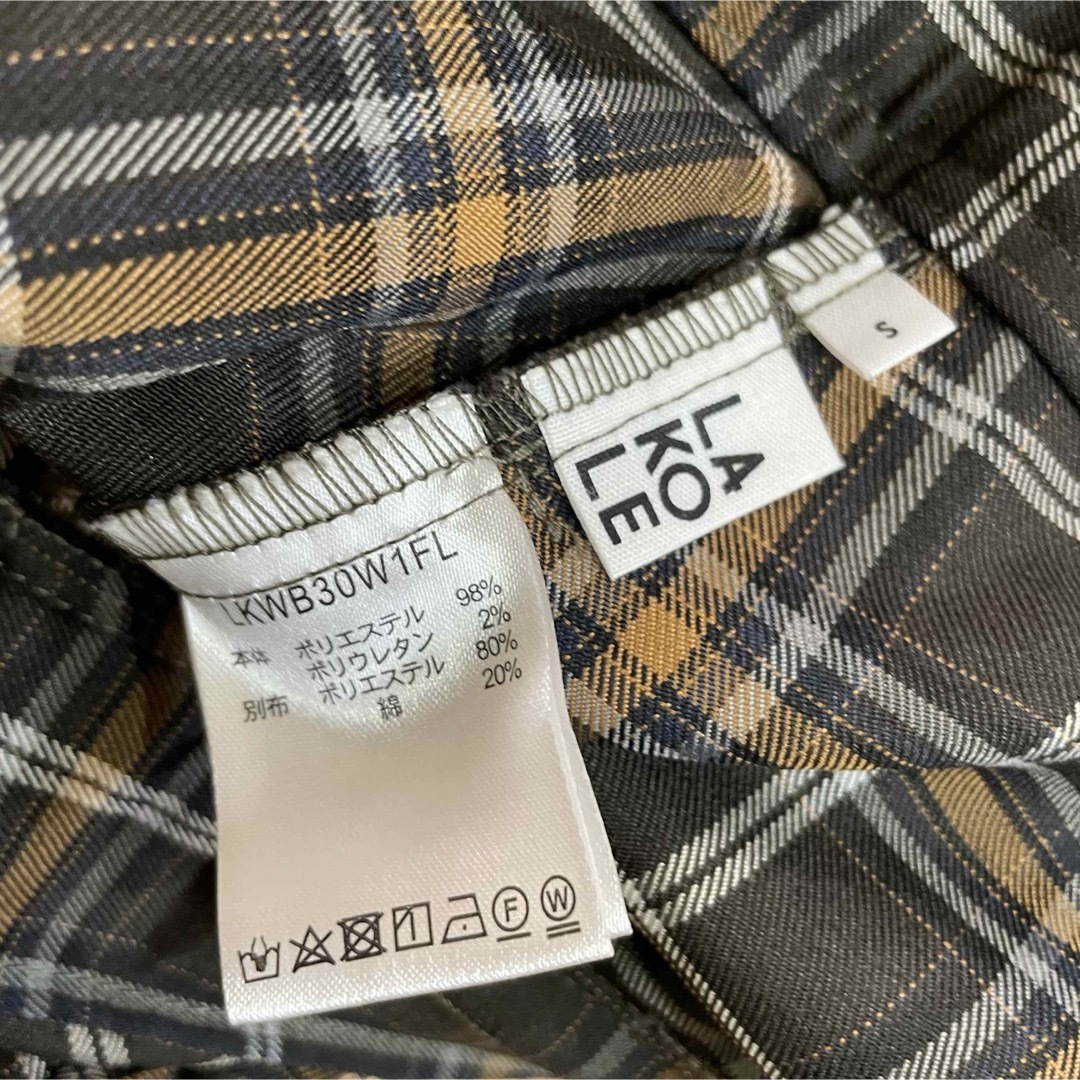 S
LA
KO
LE
LKWB30W1FL
本体 ポリエステル 98%
ポリウレタン 2%
別布 ポリエステル 80%
綿 20%
F W